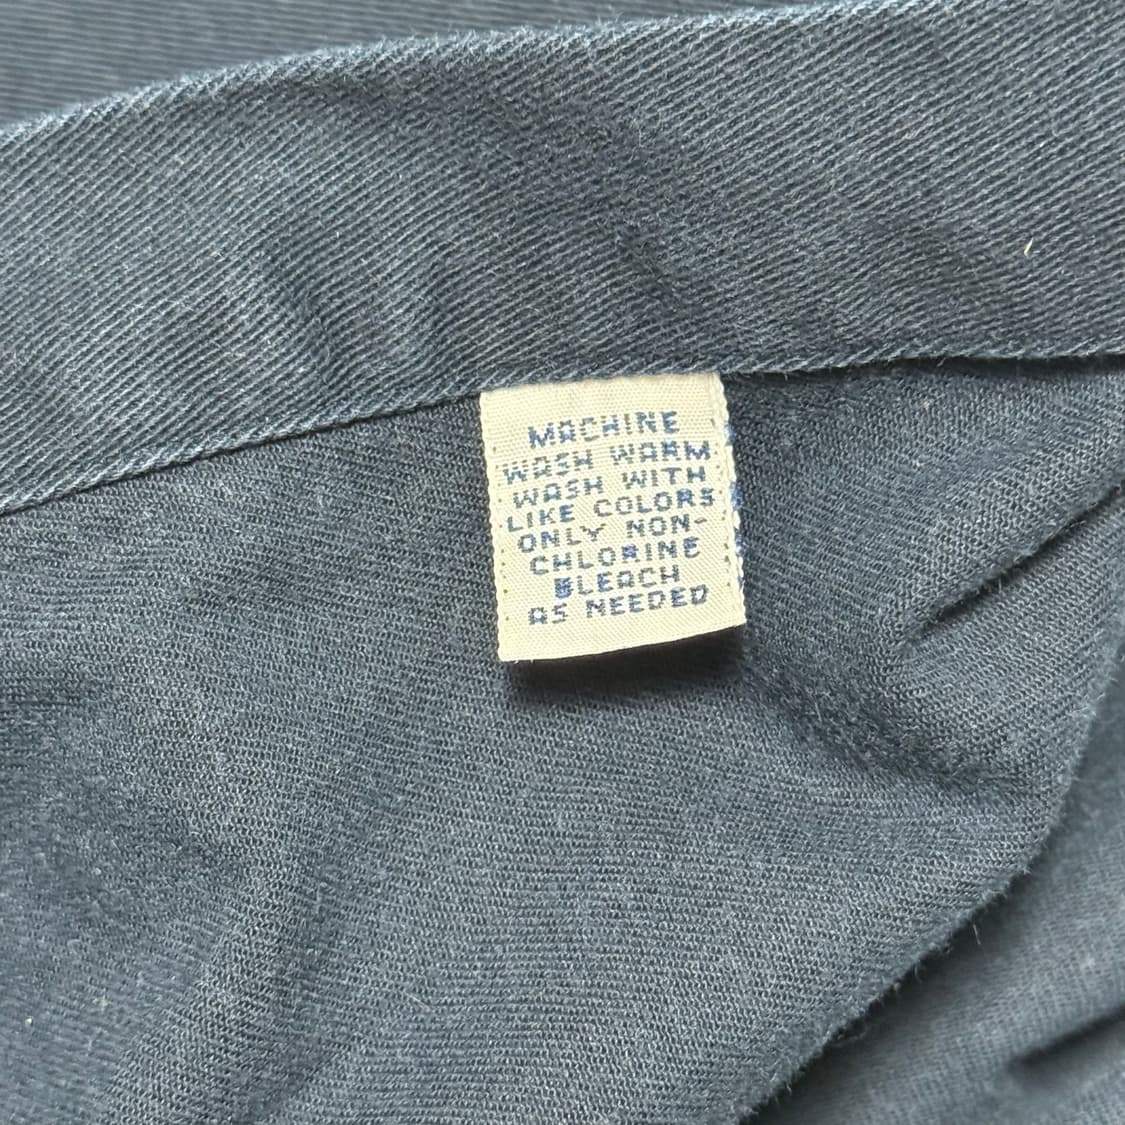 MACHINE
WASH WARM
WASH WITH
LIKE COLORS
ONLY NON-
CHLORINE
BLEACH
AS NEEDED